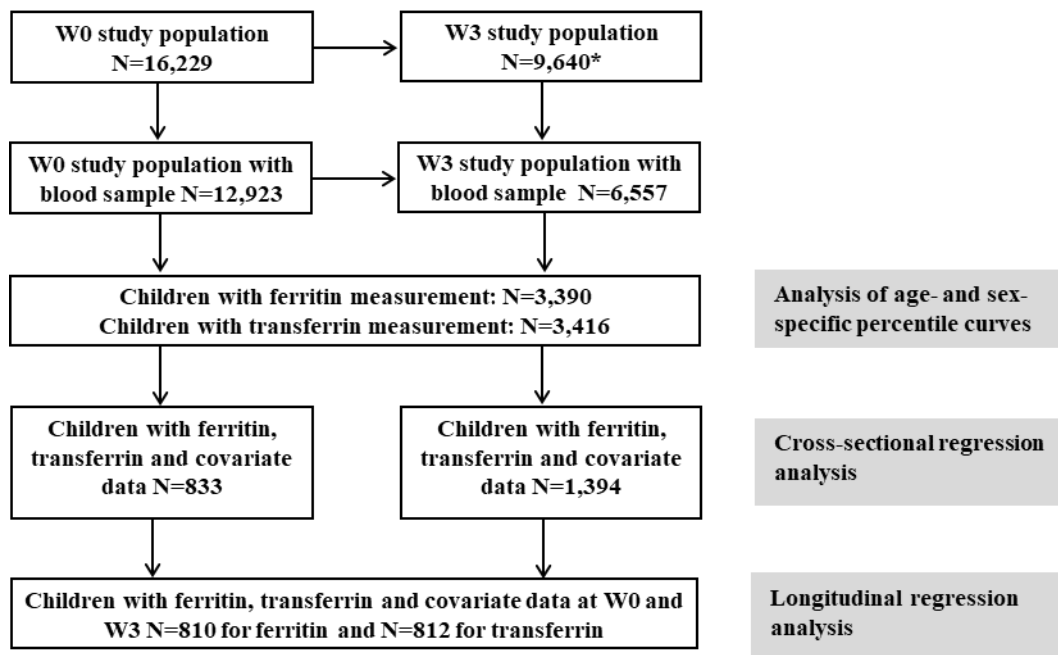 W0 study population
N=16,229
W3 study population
N=9,640*
W0 study population with
blood sample N=12,923
W3 study population with
blood sample N=6,557
Children with ferritin measurement: N=3,390
Children with transferrin measurement: N=3,416
Analysis of age- and sex-
specific percentile curves
Children with ferritin,
transferrin and covariate
data N=833
Children with ferritin,
transferrin and covariate
data N=1,394
Cross-sectional regression
analysis
Children with ferritin, transferrin and covariate data at W0 and
W3 N=810 for ferritin and N=812 for transferrin
Longitudinal regression
analysis